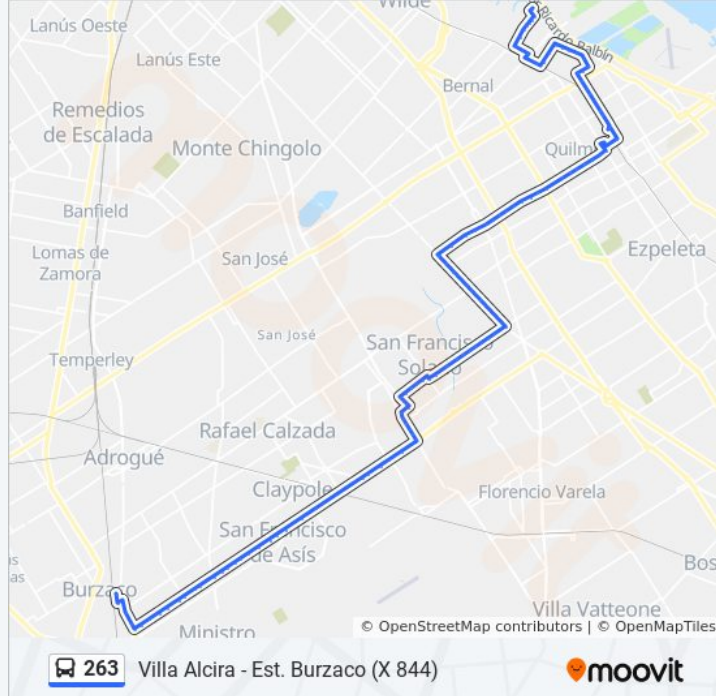 Wilde
Lanús Oeste
Ricardo Balbín
Lanús Este
Bernal
Remedios
de Escalada
Monte Chingolo
Quilm
Banfield
Ezpeleta
Lomas de
Zamora
San José
San José
San Francisco
Solano
Temperley
Rafael Calzada
Adrogué
Claypole
Florencio Varela
San Francisco
de Asís
Bos
Burzaco
Villa Vatteone
Ministro
© OpenStreetMap contributors | © OpenMapTiles
263 Villa Alcira - Est. Burzaco (X 844)
moovit